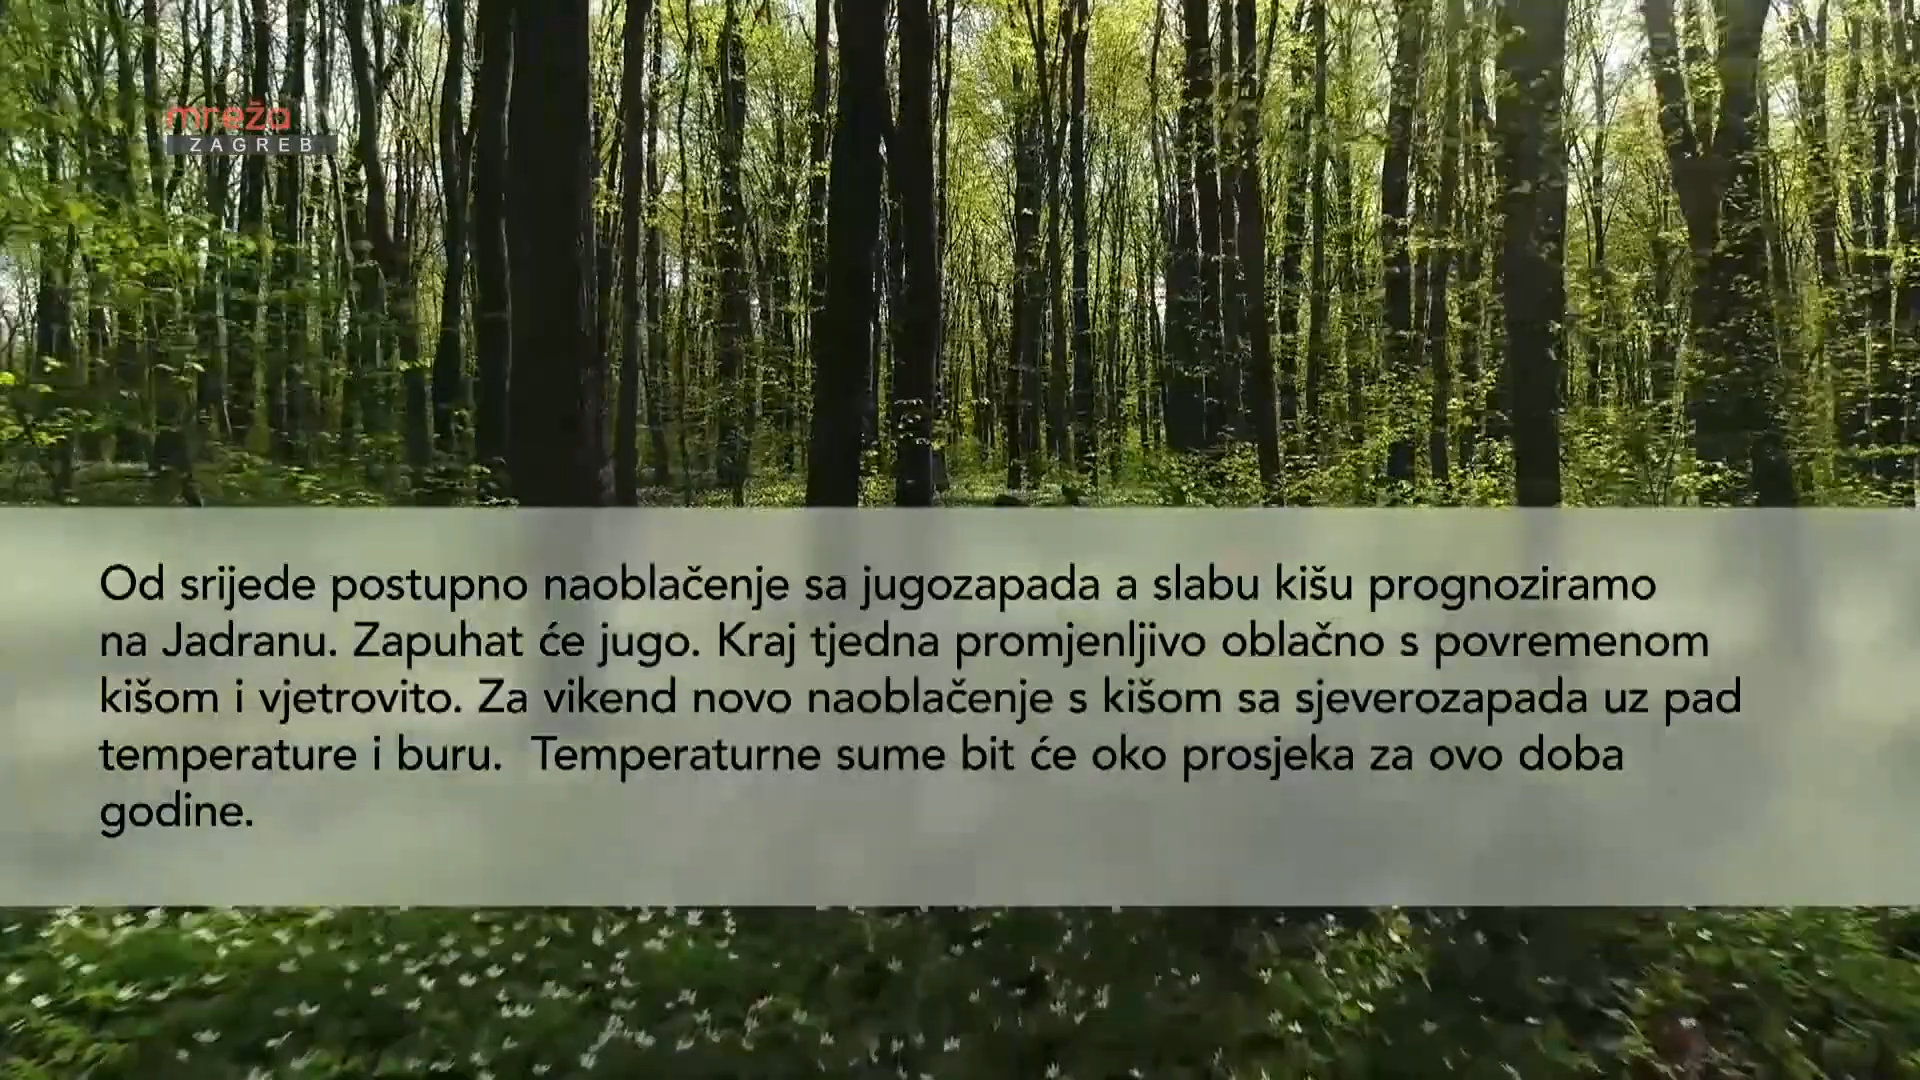 mreža
ZAGREB
Od srijede postupno naoblačenje sa jugozapada a slabu kišu prognoziramo
na Jadranu. Zapuhat će jugo. Kraj tjedna promjenljivo oblačno s povremenom
kišom i vjetrovito. Za vikend novo naoblačenje s kišom sa sjeverozapada uz pad
temperature i buru.  Temperaturne sume bit će oko prosjeka za ovo doba
godine.